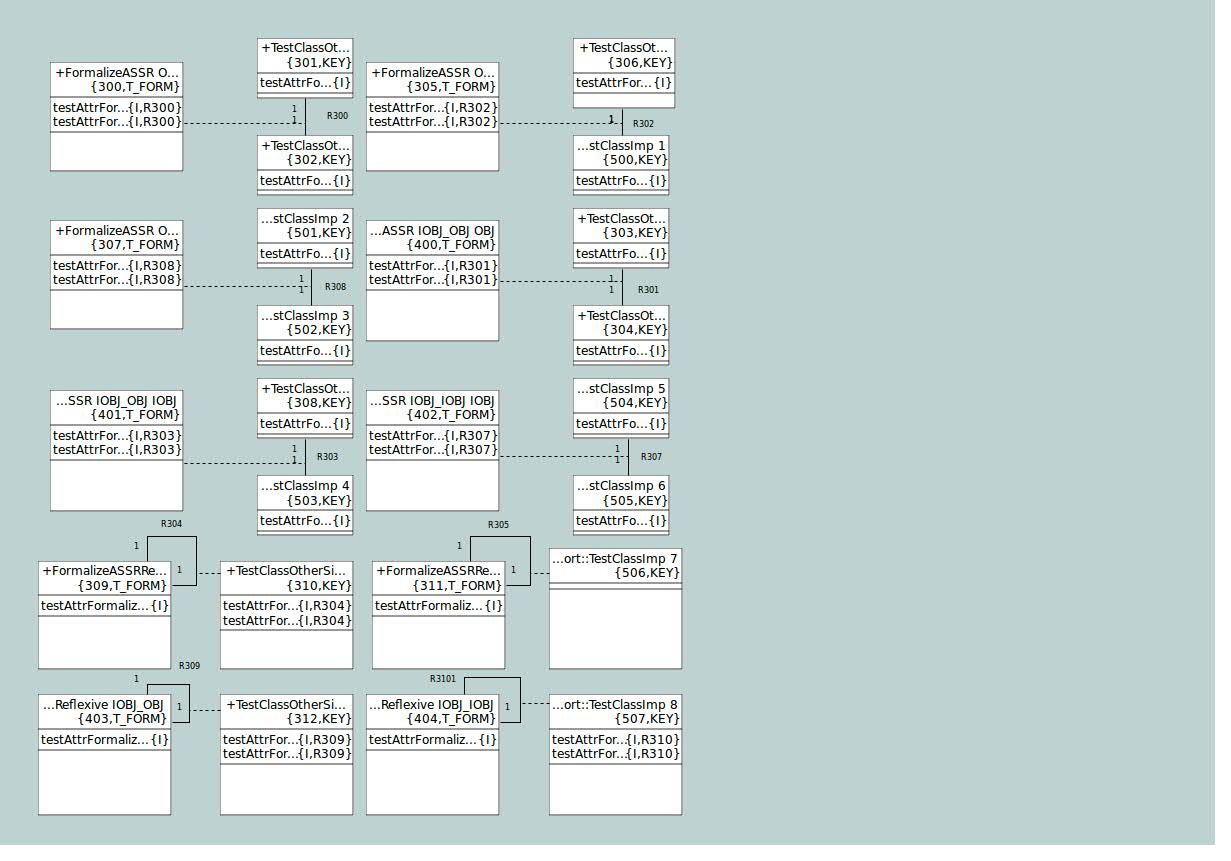 +FormalizeASSR O...
{300,T_FORM}
testAttrFor...{I,R300}
testAttrFor...{I,R300}
+TestClassOt...
{301,KEY}
testAttrFo...{I}
1
1
R300
+TestClassOt...
{302,KEY}
testAttrFo...{I}
+FormalizeASSR O...
{305,T_FORM}
testAttrFor...{I,R302}
testAttrFor...{I,R302}
+TestClassOt...
{306,KEY}
testAttrFor...{I}
1
R302
...stClassImp 1
{500,KEY}
testAttrFo...{I}
+FormalizeASSR O...
{307,T_FORM}
testAttrFor...{I,R308}
testAttrFor...{I,R308}
...stClassImp 2
{501,KEY}
testAttrFo...{I}
1
1
R308
...stClassImp 3
{502,KEY}
testAttrFo...{I}
...ASSR IOBJ_OBJ OBJ
{400,T_FORM}
testAttrFor...{I,R301}
testAttrFor...{I,R301}
+TestClassOt...
{303,KEY}
testAttrFo...{I}
1
1
R301
+TestClassOt...
{304,KEY}
testAttrFo...{I}
...SSR IOBJ_OBJ IOBJ
{401,T_FORM}
testAttrFor...{I,R303}
testAttrFor...{I,R303}
+TestClassOt...
{308,KEY}
testAttrFo...{I}
1
1
R303
...stClassImp 4
{503,KEY}
testAttrFo...{I}
...SSR IOBJ_IOBJ IOBJ
{402,T_FORM}
testAttrFor...{I,R307}
testAttrFor...{I,R307}
...stClassImp 5
{504,KEY}
testAttrFo...{I}
1
1
R307
...stClassImp 6
{505,KEY}
testAttrFo...{I}
R304
1
1
+FormalizeASSRRe...
{309,T_FORM}
testAttrFormaliz...{I}
+TestClassOtherSi...
{310,KEY}
testAttrFor...{I,R304}
testAttrFor...{I,R304}
R305
1
1
+FormalizeASSRRe...
{311,T_FORM}
testAttrFormaliz...{I}
...ort::TestClassImp 7
{506,KEY}
R309
1
1
...Reflexive IOBJ_OBJ
{403,T_FORM}
testAttrFormaliz...{I}
+TestClassOtherSi...
{312,KEY}
testAttrFor...{I,R309}
testAttrFor...{I,R309}
R3101
1
...Reflexive IOBJ_IOBJ
{404,T_FORM}
testAttrFormaliz...{I}
...ort::TestClassImp 8
{507,KEY}
testAttrFor...{I,R310}
testAttrFor...{I,R310}